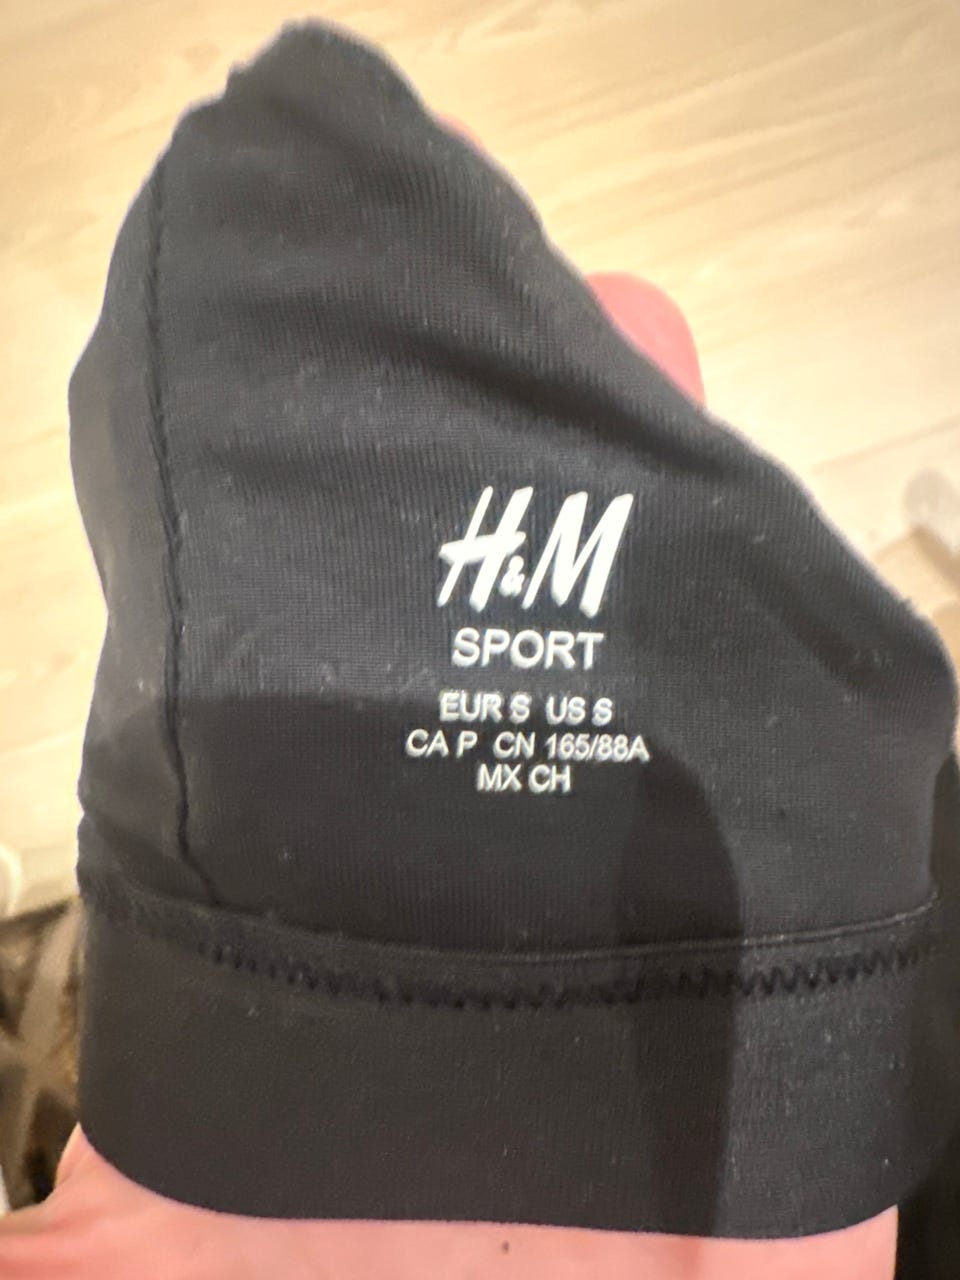 H&M
SPORT
EUR S US S
CA P CN 165/88A
MX CH